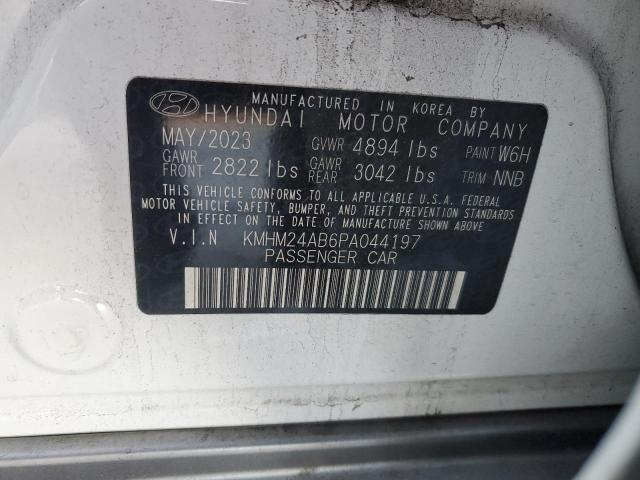 MANUFACTURED IN KOREA BY
HYUNDAI MOTOR COMPANY
MAY/2023 GVWR 4894 lbs PAINT W6H
GAWR FRONT 2822 lbs GAWR REAR 3042 lbs TRIM NNB
THIS VEHICLE CONFORMS TO ALL APPLICABLE U.S.A. FEDERAL
MOTOR VEHICLE SAFETY, BUMPER, AND THEFT PREVENTION STANDARDS
IN EFFECT ON THE DATE OF MANUFACTURE SHOWN ABOVE
V.I.N KMHM24AB6PA044197
PASSENGER CAR